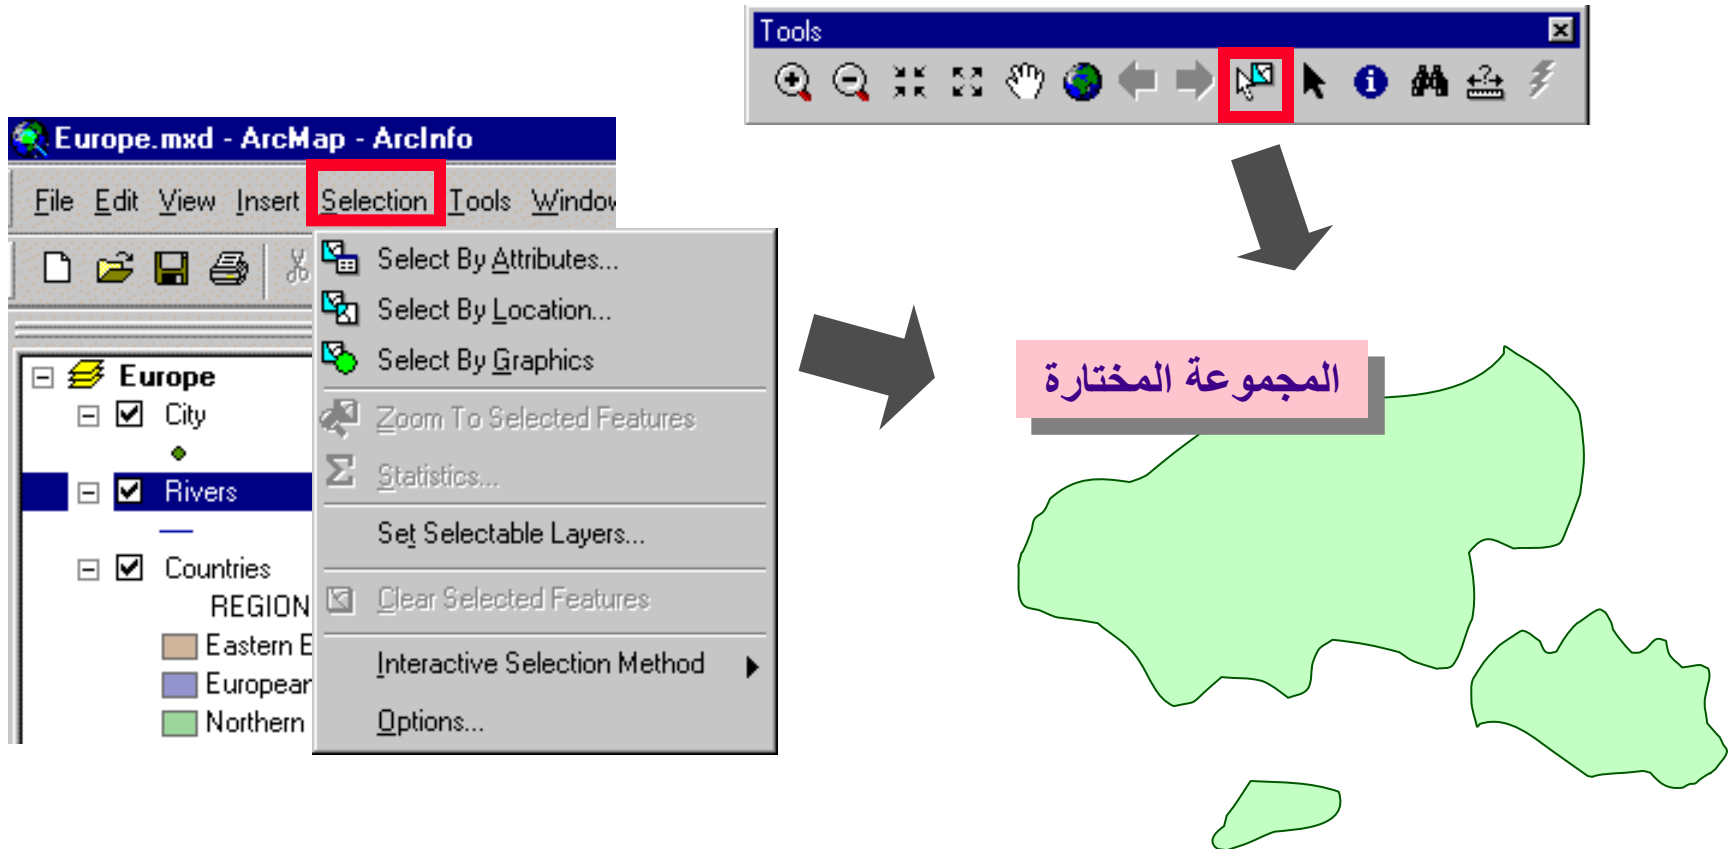 Tools
Europe.mxd - ArcMap - ArcInfo
File Edit View Insert Selection Tools Window
Select By Attributes...
Select By Location...
Select By Graphics
Zoom To Selected Features
Statistics...
Set Selectable Layers...
Clear Selected Features
Interactive Selection Method
Options...
Europe
City
Rivers
Countries
REGION
Eastern E
European
Northern
المجموعة المختارة